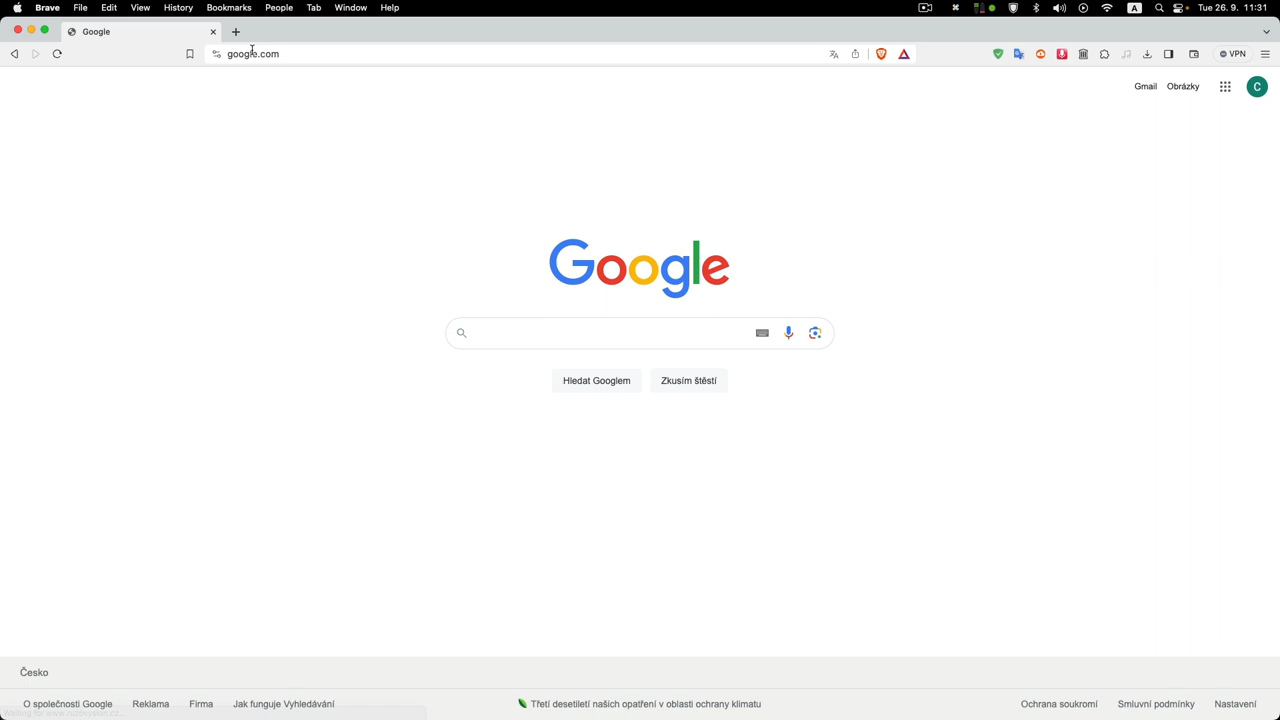 Brave File Edit View History Bookmarks People Tab Window Help A Tue 26. 9. 11:31
Google
google.com VPN
Gmail Obrázky C
Google
Hledat Googlem Zkusím štěstí
Česko
O společnosti Google Reklama Firma Jak funguje Vyhledávání Třetí desetiletí našich opatření v oblasti ochrany klimatu Ochrana soukromí Smluvní podmínky Nastavení